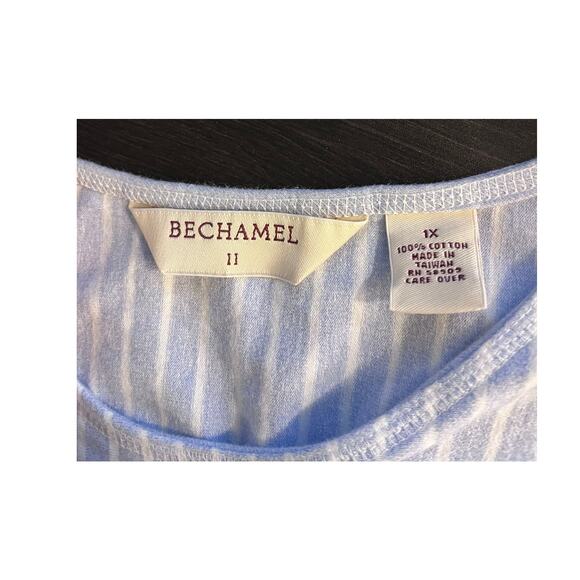 BECHAMEL
II
1X
100% COTTON
MADE IN
TAIWAN
RN 58909
CARE OVER